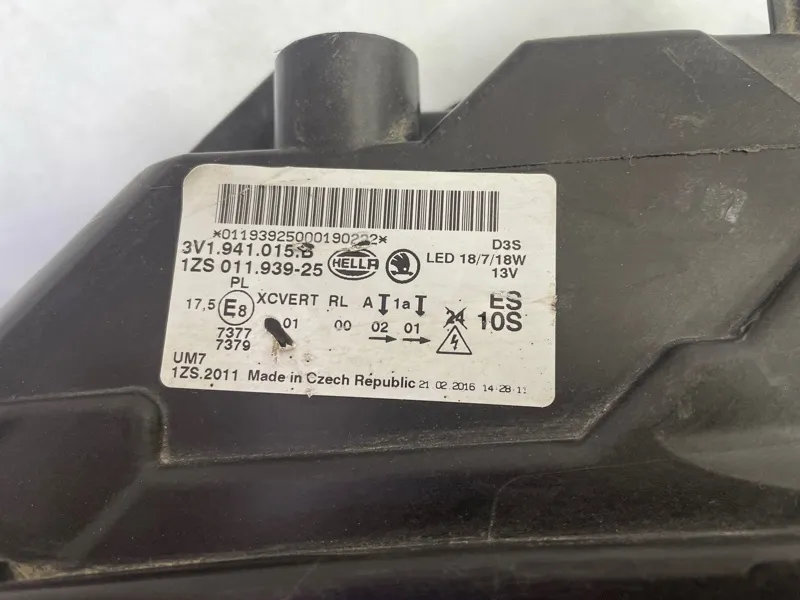 *01193925000190222*
3V1.941.015.B
1ZS 011.939-25
HELLA
D3S
LED 18/7/18W
13V
PL
17,5 E8 XCVERT RL A 1a
01 00 02 01
7377
7379
24
ES
10S
UM7
1ZS.2011 Made in Czech Republic 21 02 2016 14:28:11